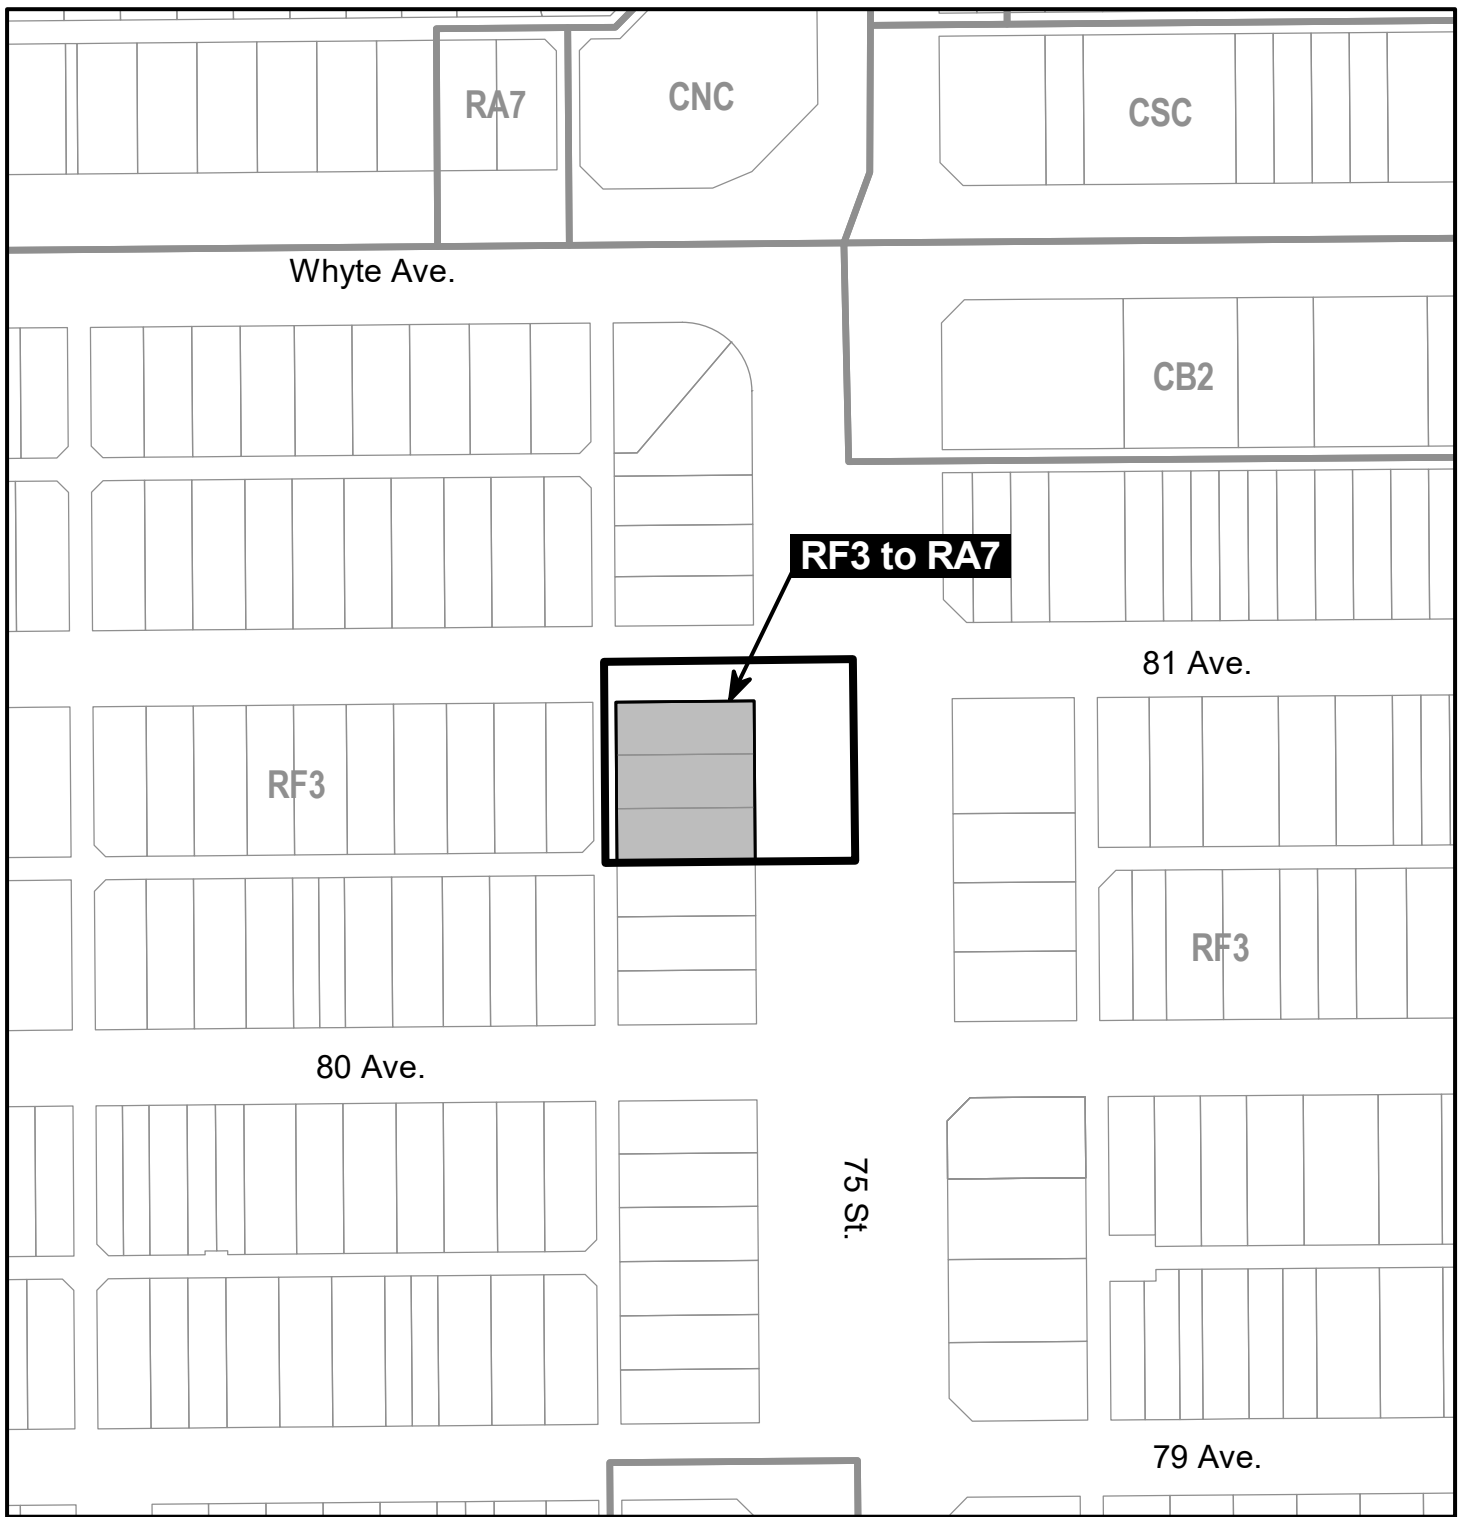 RA7
CNC
CSC
Whyte Ave.
CB2
RF3 to RA7
81 Ave.
RF3
RF3
80 Ave.
75 St.
79 Ave.